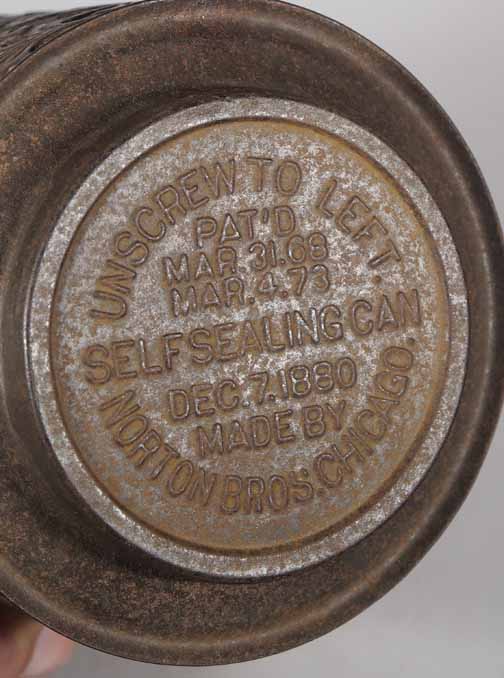 UNSCREW TO LEFT
PAT'D
MAR 31.68
MAR.4.73
SELF SEALING CAN
DEC.7.1880
MADE BY
NORTON BROS. CHICAGO.